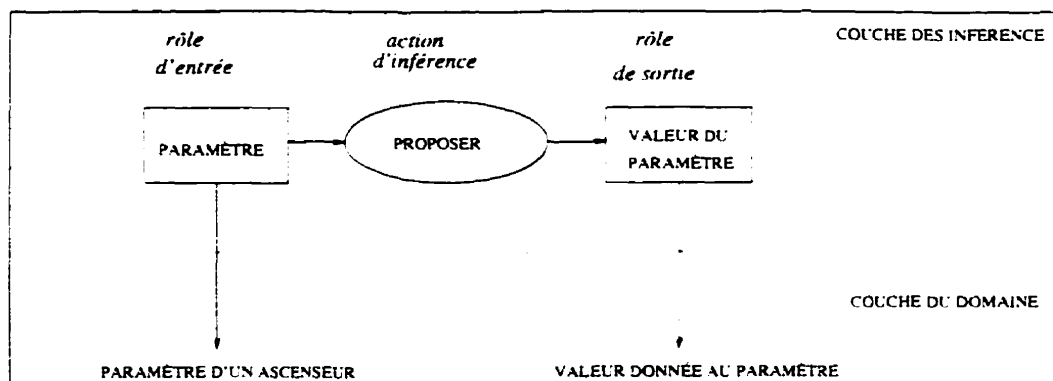 rôle
d'entrée
action
d'inférence
rôle
de sortie
COUCHE DES INFERENCE
PARAMÈTRE
PROPOSER
VALEUR DU
PARAMÈTRE
COUCHE DU DOMAINE
PARAMÈTRE D'UN ASCENSEUR
VALEUR DONNÉE AU PARAMÈTRE